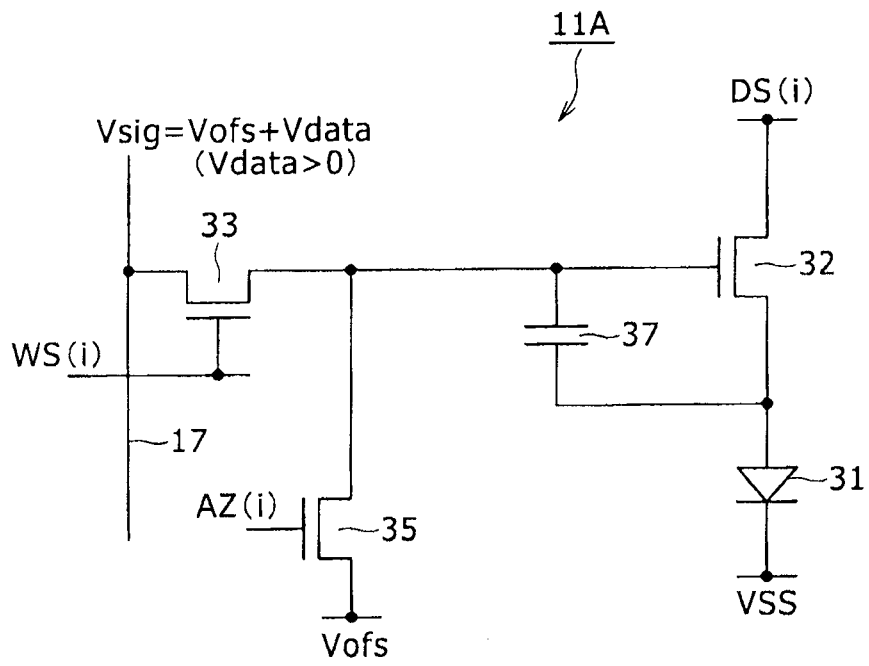 11A
DS(i)
Vsig=Vofs+Vdata
(Vdata>0)
33
32
37
WS(i)
17
31
AZ(i)
35
VSS
Vofs